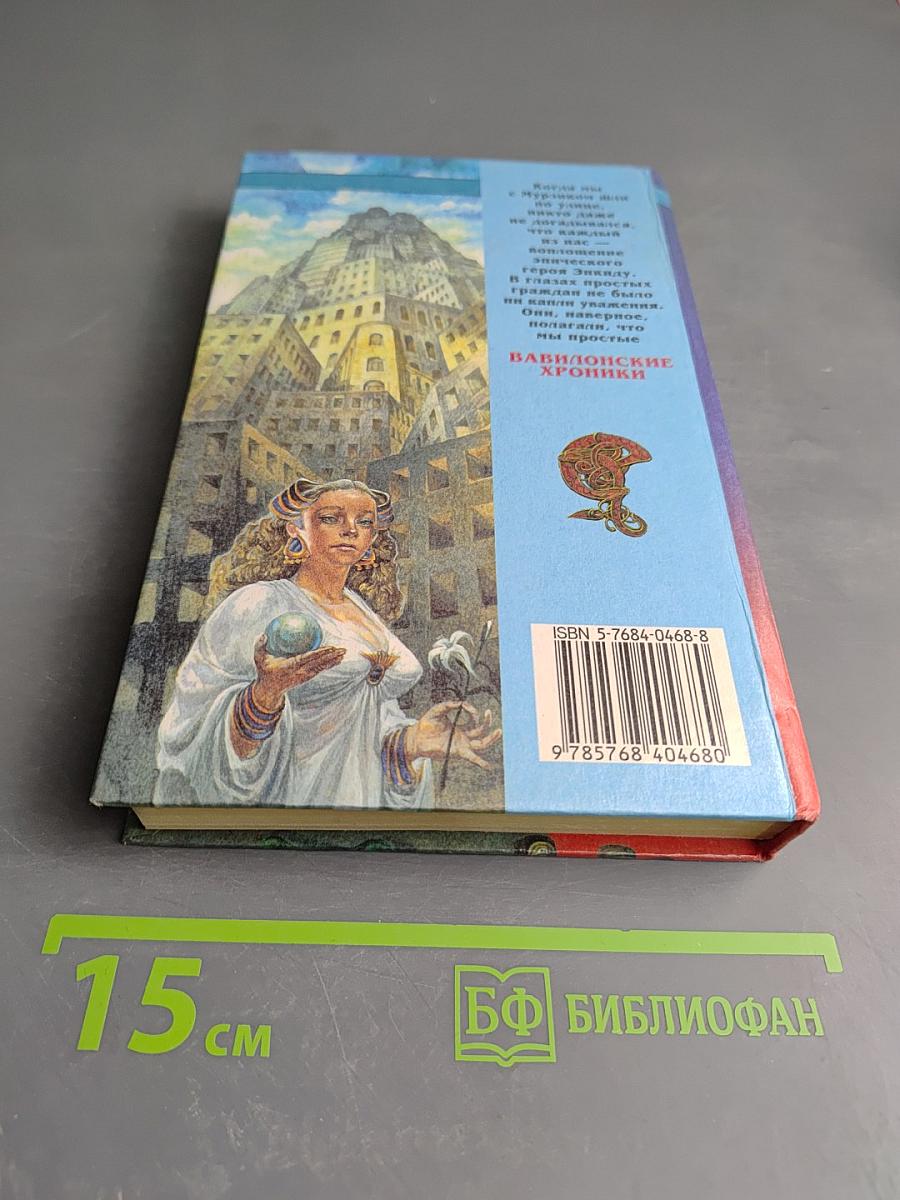 Когда мы
с Мурзиком шли
по улице,
никто даже
не догадывался,
что каждый
из нас —
воплощение
эпического
героя Энкиду.
В глазах простых
граждан не было
ни капли уважения.
Они, наверное,
полагали, что
мы простые
ВАВИЛОНСКИЕ
ХРОНИКИ
ISBN 5-7684-0468-8
9 785768 404680
15 см
БФ БИБЛИОФАН